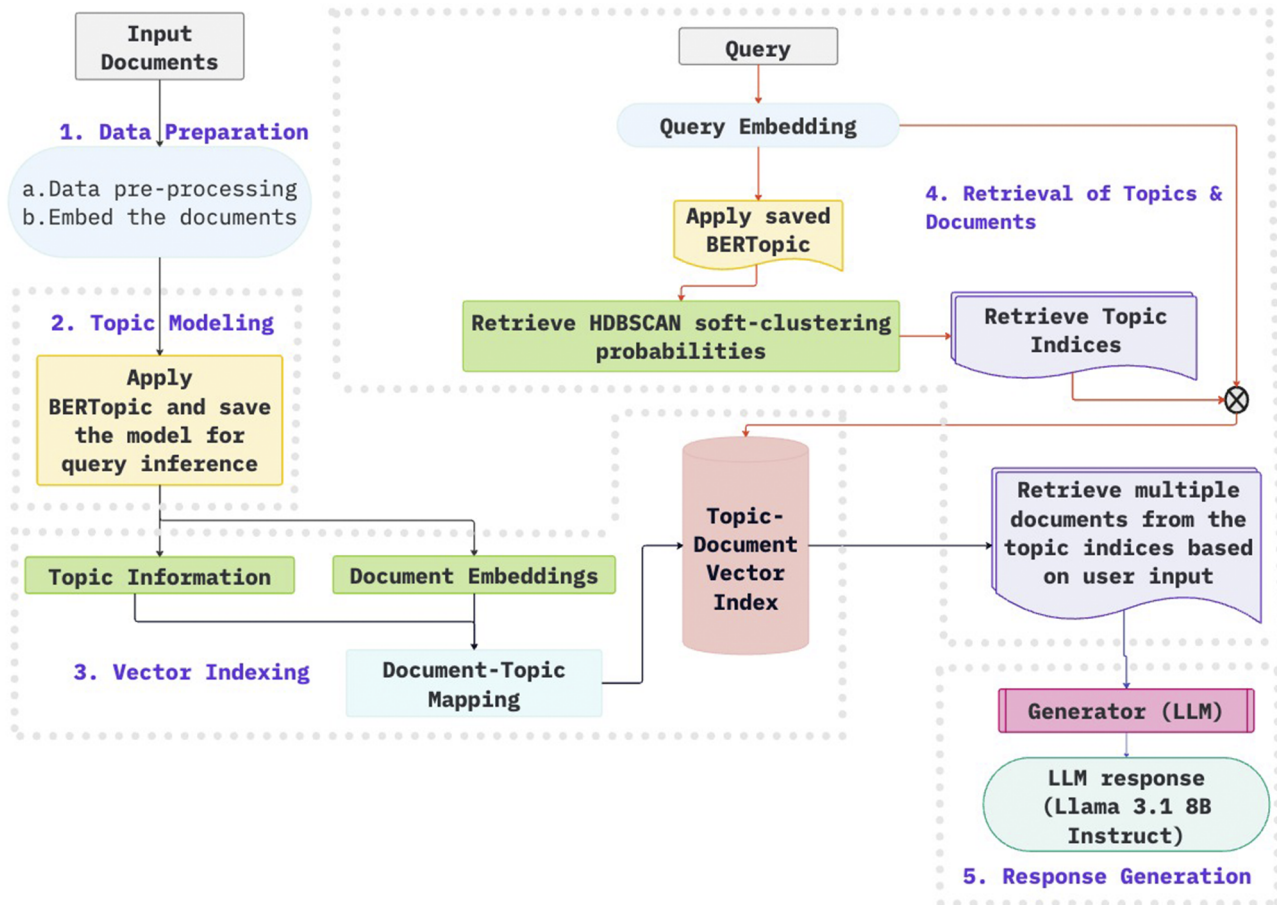 Input
Documents
1. Data Preparation
a.Data pre-processing
b.Embed the documents
2. Topic Modeling
Apply
BERTopic and save
the model for
query inference
Topic Information
Document Embeddings
3. Vector Indexing
Document-Topic
Mapping
Topic-
Document
Vector
Index
Query
Query Embedding
4. Retrieval of Topics &
Documents
Apply saved
BERTopic
Retrieve HDBSCAN soft-clustering
probabilities
Retrieve Topic
Indices
Retrieve multiple
documents from the
topic indices based
on user input
Generator (LLM)
LLM response
(Llama 3.1 8B
Instruct)
5. Response Generation